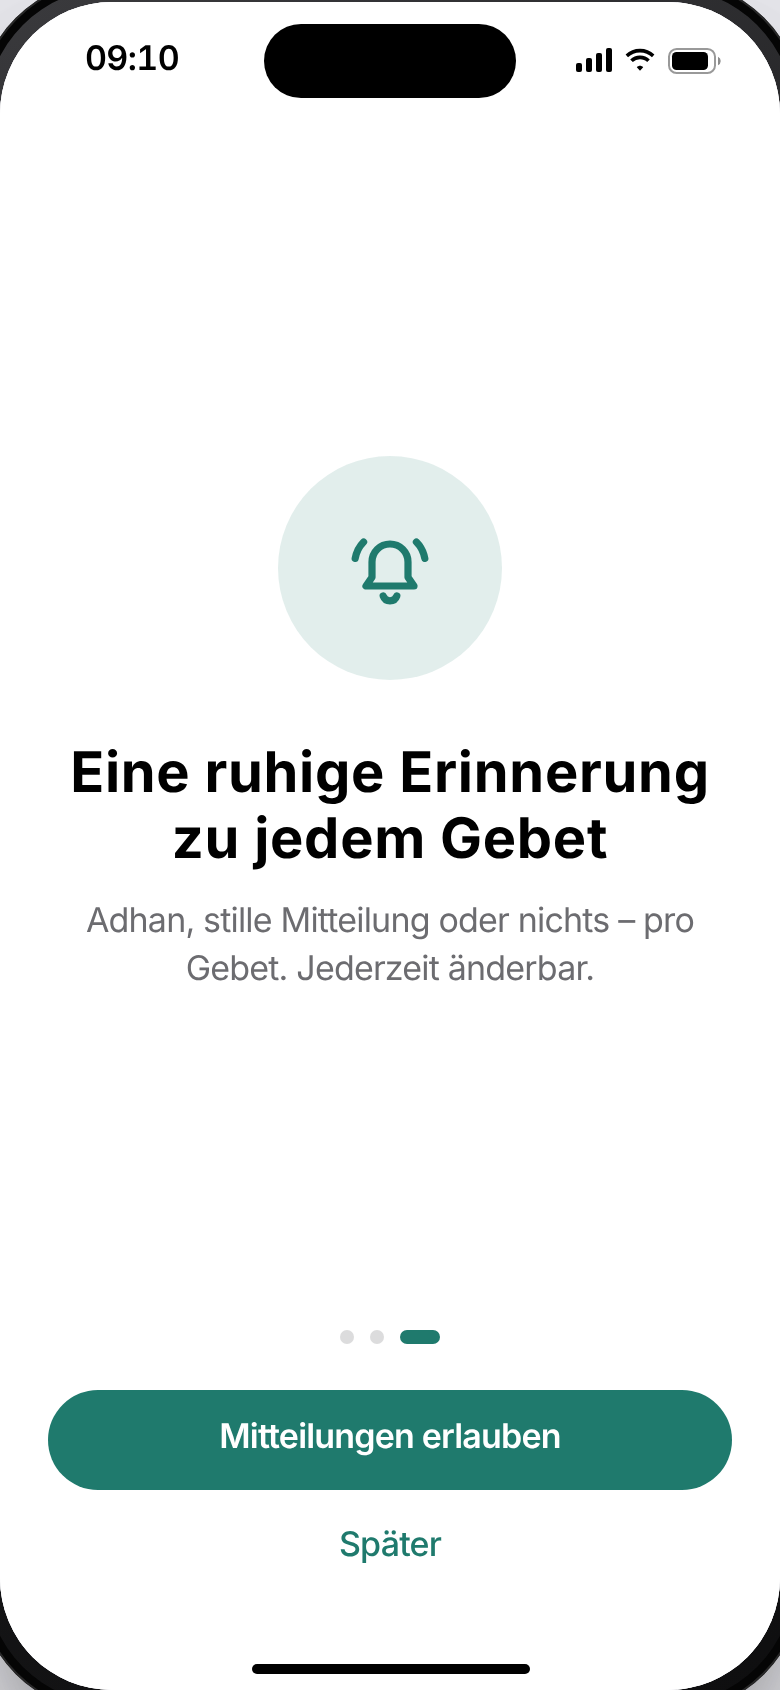 09:10
Eine ruhige Erinnerung
zu jedem Gebet
Adhan, stille Mitteilung oder nichts – pro
Gebet. Jederzeit änderbar.
Mitteilungen erlauben
Später